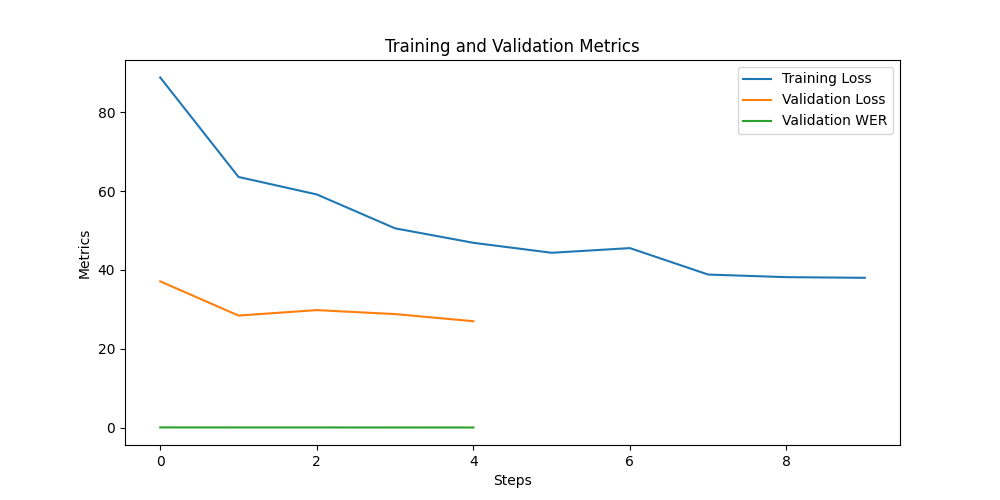 Training and Validation Metrics
Training Loss
Validation Loss
Validation WER
Metrics
80
60
40
20
0
0 2 4 6 8
Steps